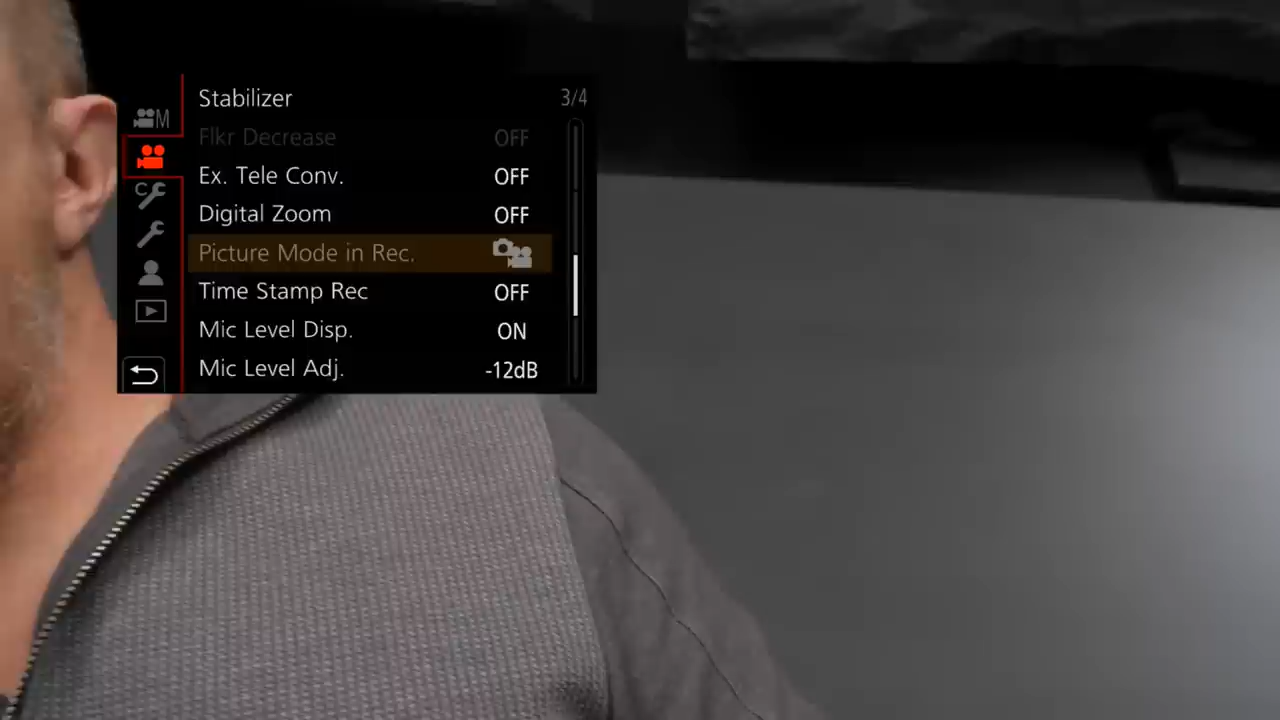 Stabilizer 3/4
Flkr Decrease OFF
Ex. Tele Conv. OFF
Digital Zoom OFF
Picture Mode in Rec.
Time Stamp Rec OFF
Mic Level Disp. ON
Mic Level Adj. -12dB
M
C